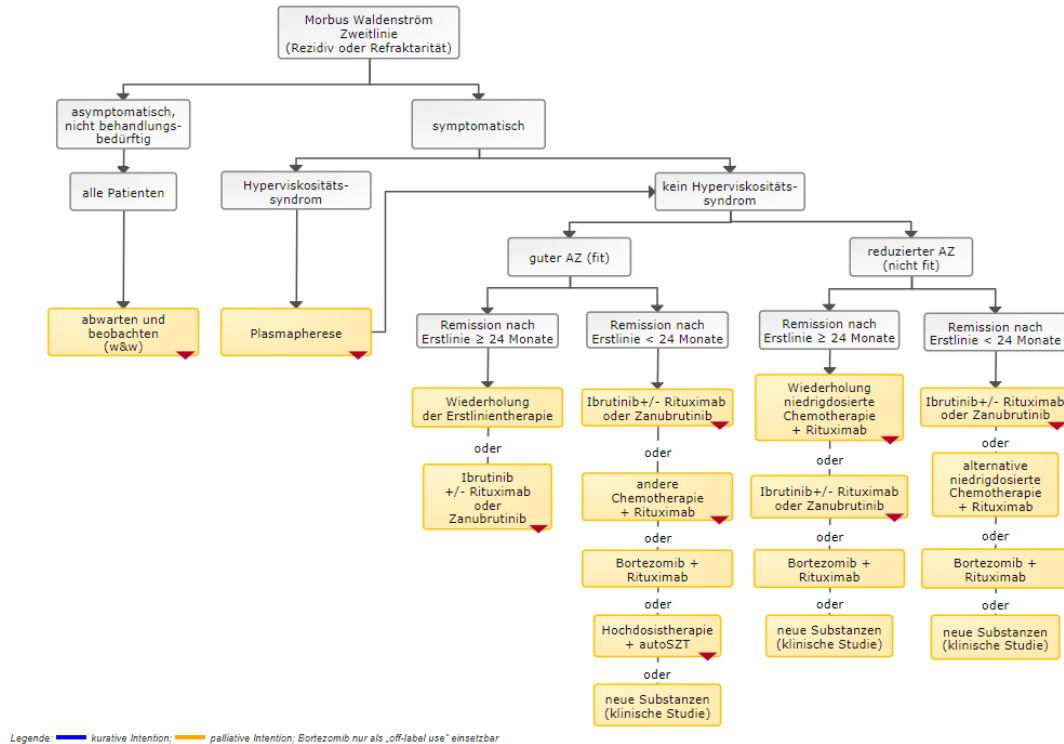 Morbus Waldenström
Zweitlinie
(Rezidiv oder Refraktarität)
asymptomatisch,
nicht behandlungs-
bedürftig
symptomatisch
alle Patienten
Hyperviskositäts-
syndrom
kein Hyperviskositäts-
syndrom
guter AZ (fit)
reduzierter AZ
(nicht fit)
abwarten und
beobachten
(w&w)
Plasmapherese
Remission nach
Erstlinie ≥ 24 Monate
Remission nach
Erstlinie < 24 Monate
Remission nach
Erstlinie ≥ 24 Monate
Remission nach
Erstlinie < 24 Monate
Wiederholung
der Erstlinientherapie
oder
Ibrutinib
+/- Rituximab
oder
Zanubrutinib
Ibrutinib+/- Rituximab
oder Zanubrutinib
oder
andere
Chemotherapie
+ Rituximab
oder
Bortezomib +
Rituximab
oder
Hochdosistherapie
+ autoSZT
oder
neue Substanzen
(klinische Studie)
Wiederholung
niedrigdosierte
Chemotherapie
+ Rituximab
oder
Ibrutinib+/- Rituximab
oder Zanubrutinib
oder
Bortezomib +
Rituximab
oder
neue Substanzen
(klinische Studie)
Ibrutinib+/- Rituximab
oder Zanubrutinib
oder
alternative
niedrigdosierte
Chemotherapie
+ Rituximab
oder
Bortezomib +
Rituximab
oder
neue Substanzen
(klinische Studie)
Legende: kurative Intention; palliative Intention; Bortezomib nur als „off-label use" einsetzbar